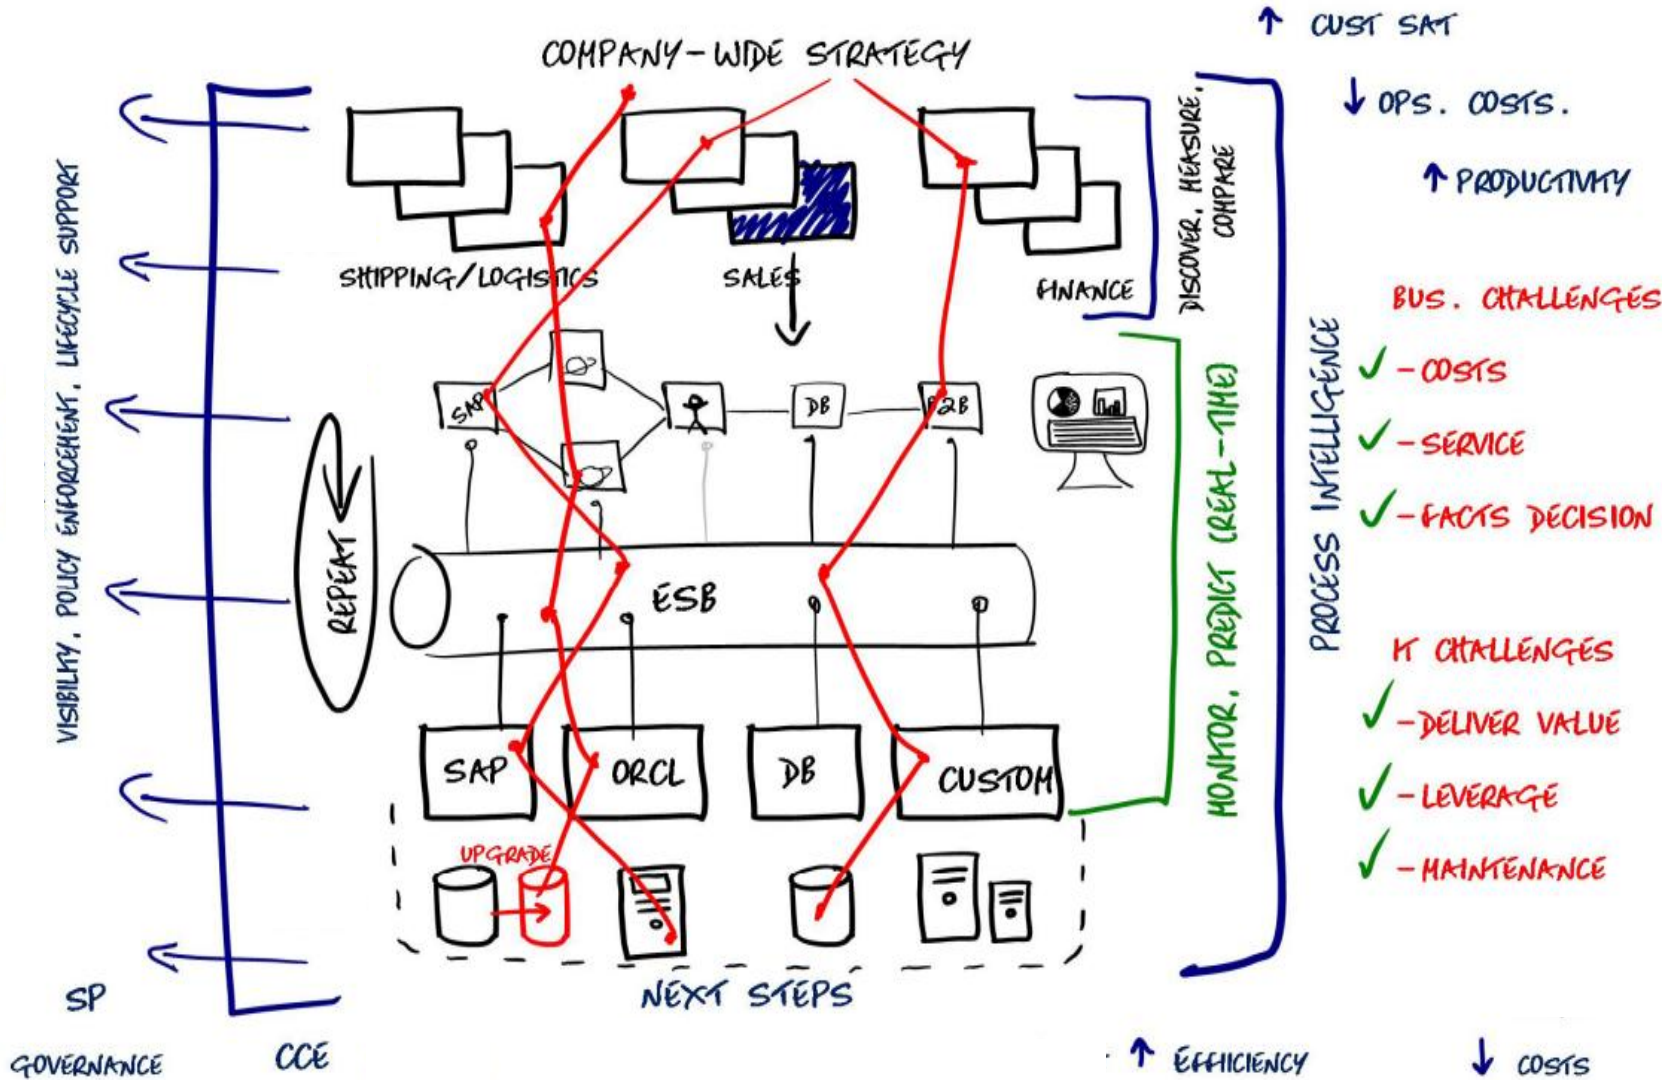 ↑ CUST SAT
COMPANY-WIDE STRATEGY
↓ OPS. COSTS.
↑ PRODUCTIVITY
DISCOVER, MEASURE,
COMPARE
SHIPPING/LOGISTICS
SALES
FINANCE
VISIBILITY, POLICY ENFORCEMENT, LIFECYCLE SUPPORT
BUS. CHALLENGES
✓ - COSTS
✓ - SERVICE
✓ - FACTS DECISION
SAP
DB
B2B
MONITOR, PREDICT (REAL-TIME)
PROCESS INTELLIGENCE
REPEAT
ESB
IT CHALLENGES
✓ - DELIVER VALUE
✓ - LEVERAGE
✓ - MAINTENANCE
SAP
ORCL
DB
CUSTOM
UPGRADE
NEXT STEPS
SP
GOVERNANCE
CCE
↑ EFFIICIENCY
↓ COSTS